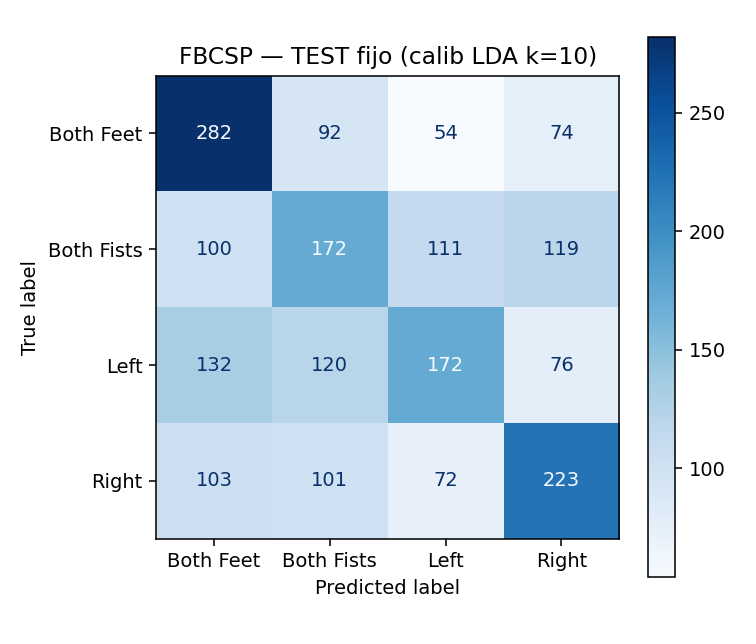 FBCSP — TEST fijo (calib LDA k=10)
True label
Both Feet 282 92 54 74
Both Fists 100 172 111 119
Left 132 120 172 76
Right 103 101 72 223
Both Feet Both Fists Left Right
Predicted label
250
200
150
100